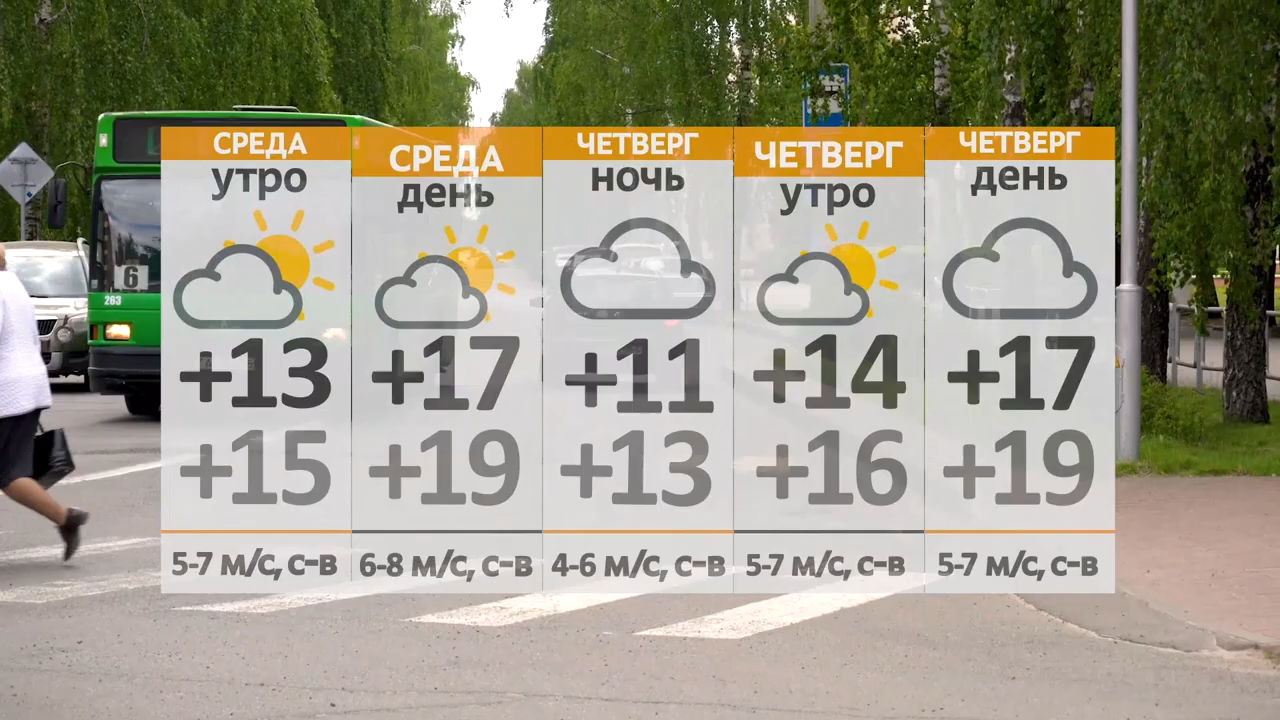 СРЕДА
утро
+13
+15
5-7 м/с, с-в
СРЕДА
день
+17
+19
6-8 м/с, с-в
ЧЕТВЕРГ
ночь
+11
+13
4-6 м/с, с-в
ЧЕТВЕРГ
утро
+14
+16
5-7 м/с, с-в
ЧЕТВЕРГ
день
+17
+19
5-7 м/с, с-в
6
263